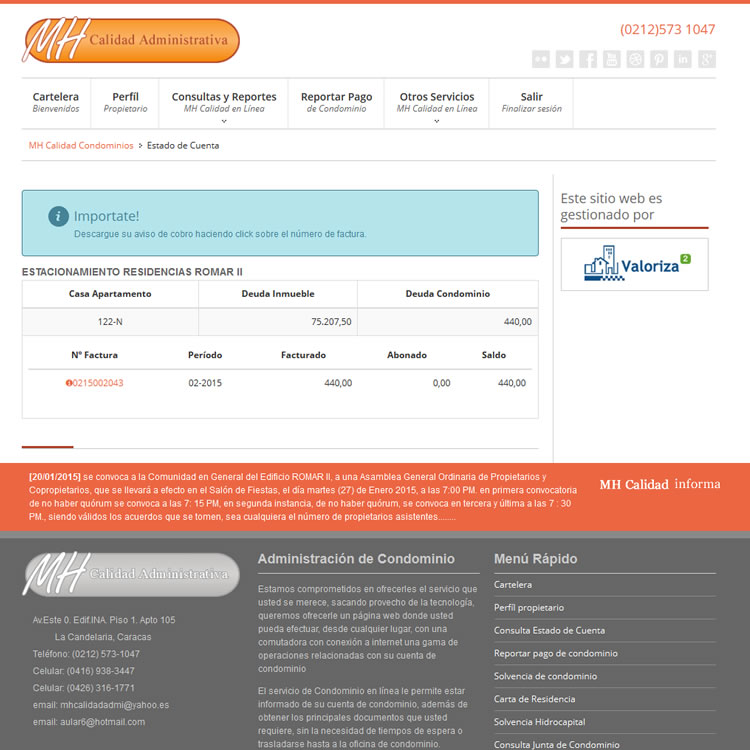 MH Calidad Administrativa
(0212)573 1047
Cartelera
Bienvenidos
Perfíl
Propietario
Consultas y Reportes
MH Calidad en Línea
Reportar Pago
de Condominio
Otros Servicios
MH Calidad en Línea
Salir
Finalizar sesión
MH Calidad Condominios > Estado de Cuenta
i Importate!
Descargue su aviso de cobro haciendo click sobre el número de factura.
Este sitio web es
gestionado por
Valoriza 2
ESTACIONAMIENTO RESIDENCIAS ROMAR II
Casa Apartamento Deuda Inmueble Deuda Condominio
122-N 75.207,50 440,00
Nº Factura Período Facturado Abonado Saldo
0215002043 02-2015 440,00 0,00 440,00
[20/01/2015] se convoca a la Comunidad en General del Edificio ROMAR II, a una Asamblea General Ordinaria de Propietarios y
Copropietarios, que se llevará a efecto en el Salón de Fiestas, el día martes (27) de Enero 2015, a las 7:00 PM. en primera convocatoria
de no haber quórum se convoca a las 7: 15 PM, en segunda instancia, de no haber quórum, se convoca en tercera y última a las 7 : 30
PM., siendo válidos los acuerdos que se tomen, sea cualquiera el número de propietarios asistentes........
MH Calidad informa
MH Calidad Administrativa
Av.Este 0. Edif.INA. Piso 1. Apto 105
La Candelaria, Caracas
Teléfono: (0212) 573-1047
Celular: (0416) 938-3447
Celular: (0426) 316-1771
email: mhcalidadadmi@yahoo.es
email: aular6@hotmail.com
Administración de Condominio
Estamos comprometidos en ofrecerles el servicio que
usted se merece, sacando provecho de la tecnología,
queremos ofrecerle un página web donde usted
pueda efectuar, desde cualquier lugar, con una
comutadora con conexión a internet una gama de
operaciones relacionadas con su cuenta de
condominio
El servicio de Condominio en línea le permite estar
informado de su cuenta de condominio, además de
obtener los principales documentos que usted
requiere, sin la necesidad de tiempos de espera o
trasladarse hasta la oficina de condominio.
Menú Rápido
Cartelera
Perfíl propietario
Consulta Estado de Cuenta
Reportar pago de condominio
Solvencia de condominio
Carta de Residencia
Solvencia Hidrocapital
Consulta Junta de Condominio